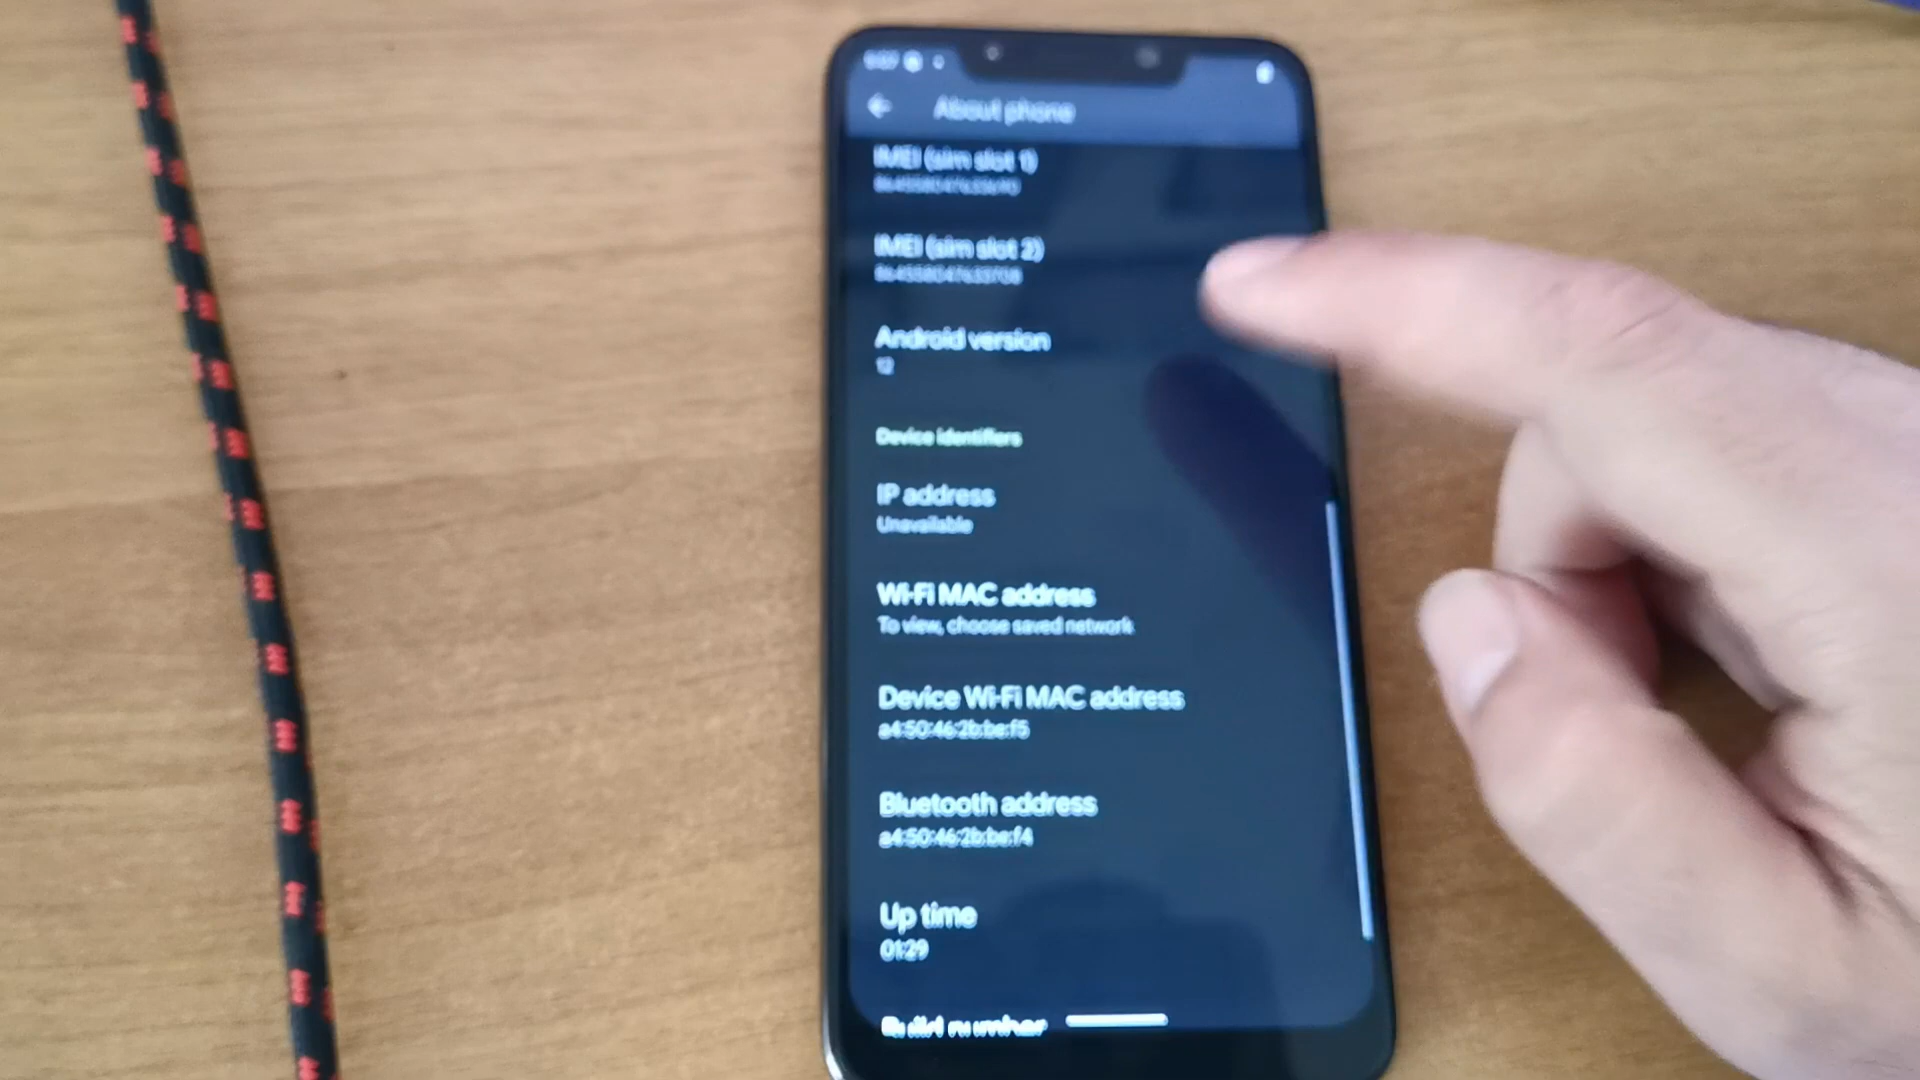 About phone
IMEI (sim slot 1)
IMEI (sim slot 2)
Android version
12
Device identifiers
IP address
Unavailable
Wi-Fi MAC address
To view, choose saved network
Device Wi-Fi MAC address
a4:50:46:2b:be:f5
Bluetooth address
a4:50:46:2b:be:f4
Up time
01:29
Build number